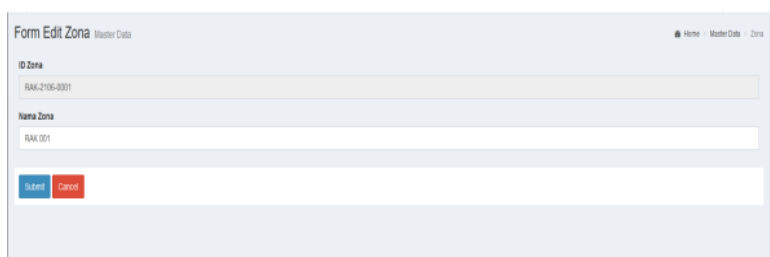 Form Edit Zona Master Data
Home > Master Data > Zona
ID Zona
RAK-2106-0001
Nama Zona
RAK 001
Submit Cancel